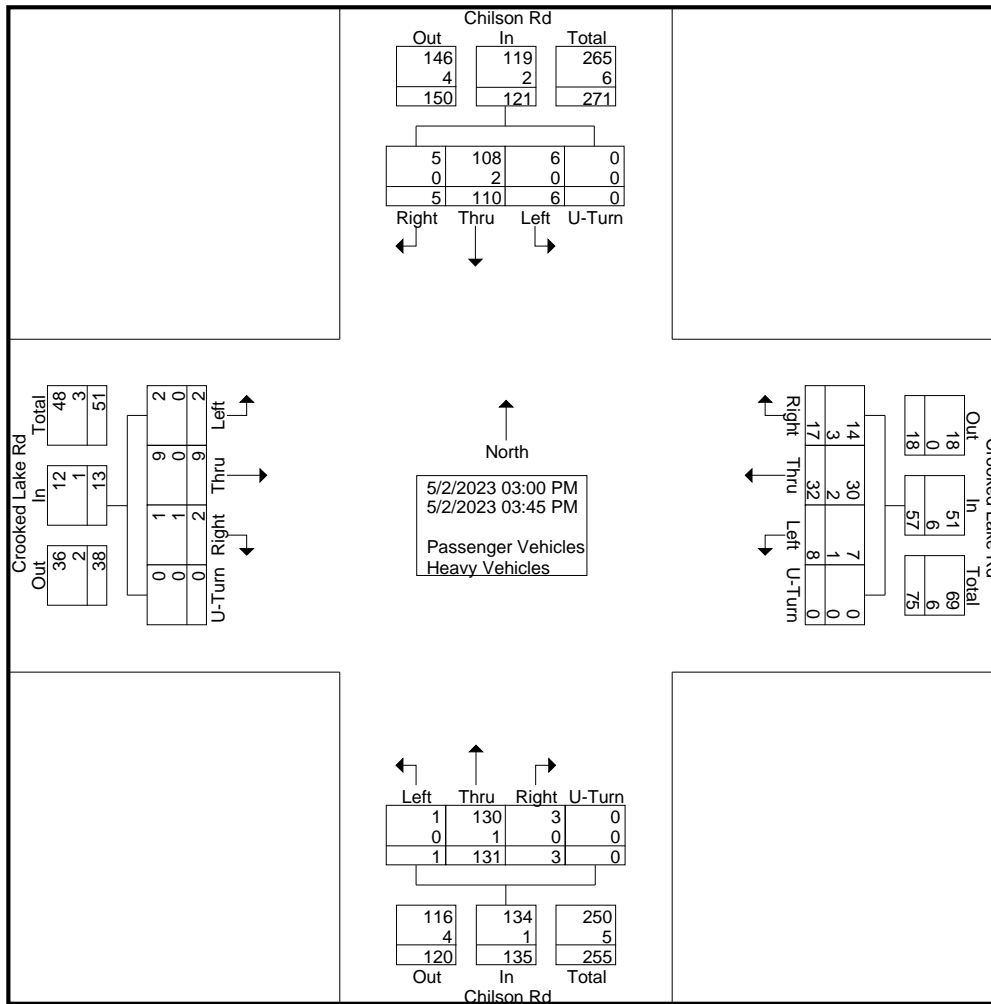 Chilson Rd
Out In Total
146 119 265
4 2 6
150 121 271
5 108 6 0
0 2 0 0
5 110 6 0
Right Thru Left U-Turn
Crooked Lake Rd
Out In Total
36 12 48
2 1 3
38 13 51
Left Thru Right U-Turn
2 9 1 0
0 0 1 0
2 9 2 0
North
5/2/2023 03:00 PM
5/2/2023 03:45 PM
Passenger Vehicles
Heavy Vehicles
Right Thru Left U-Turn
14 30 7 0
3 2 1 0
17 32 8 0
Out In Total
18 51 69
0 6 6
18 57 75
Crooked Lake Rd
Left Thru Right U-Turn
1 130 3 0
0 1 0 0
1 131 3 0
116 134 250
4 1 5
120 135 255
Out In Total
Chilson Rd